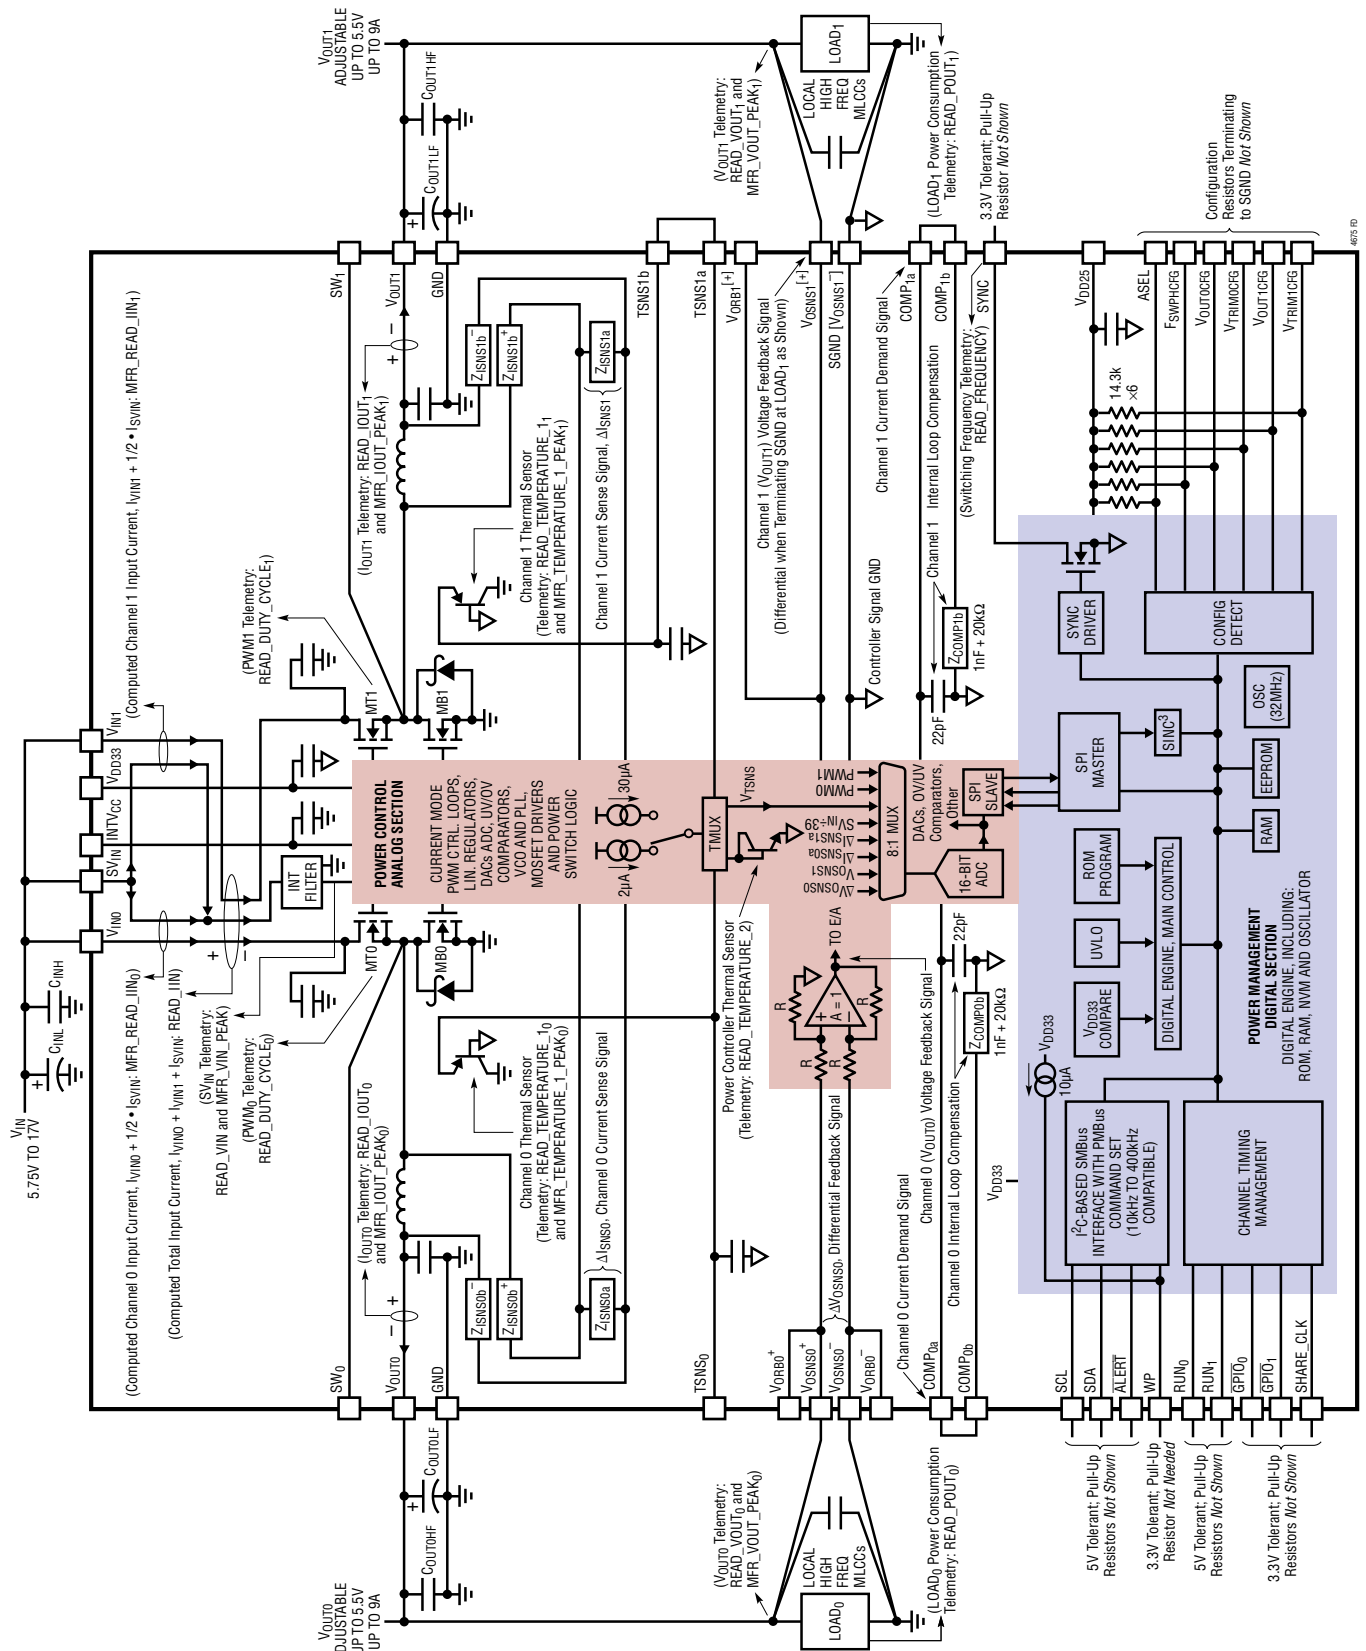 VIN
5.75V TO 17V
CINL
CINH
VIN0
SVIN
INTVCC
VDD33
VIN1
(Computed Channel 0 Input Current, IVIN0 + 1/2 • ISVIN: MFR_READ_IIN0)
(Computed Total Input Current, IVIN0 + IVIN1 + ISVIN: READ_IIN)
(SVIN Telemetry:
READ_VIN and MFR_VIN_PEAK)
(PWM0 Telemetry:
READ_DUTY_CYCLE0)
(Computed Channel 1 Input Current, IVIN1 + 1/2 • ISVIN: MFR_READ_IIN1)
(PWM1 Telemetry:
READ_DUTY_CYCLE1)
INT
FILTER
+
−
VOUT0
ADJUSTABLE
UP TO 5.5V
UP TO 9A
COUT0HF
COUT0LF
+
SW0
VOUT0
GND
− +
(IOUT0 Telemetry: READ_IOUT0
and MFR_IOUT_PEAK0)
MT0
MB0
POWER CONTROL
ANALOG SECTION
CURRENT MODE
PWM CTRL. LOOPS,
LIN. REGULATORS,
DACs ADC, UV/OV
COMPARATORS,
VCO AND PLL,
MOSFET DRIVERS
AND POWER
SWITCH LOGIC
MT1
MB1
(IOUT1 Telemetry: READ_IOUT1
and MFR_IOUT_PEAK1)
+ −
SW1
VOUT1
GND
VOUT1
ADJUSTABLE
UP TO 5.5V
UP TO 9A
COUT1LF
COUT1HF
+
ZISNS0b−
ZISNS0b+
ZISNS0a
ΔISNS0, Channel 0 Current Sense Signal
Channel 0 Thermal Sensor
(Telemetry: READ_TEMPERATURE_10
and MFR_TEMPERATURE_1_PEAK0)
2µA
30µA
Channel 1 Thermal Sensor
(Telemetry: READ_TEMPERATURE_11
and MFR_TEMPERATURE_1_PEAK1)
Channel 1 Current Sense Signal, ΔISNS1
ZISNS1b−
ZISNS1b+
ZISNS1a
TSNS0
TMUX
VTSNS
TSNS1b
TSNS1a
Power Controller Thermal Sensor
(Telemetry: READ_TEMPERATURE_2)
(VOUT0 Telemetry:
READ_VOUT0 and
MFR_VOUT_PEAK0)
LOCAL
HIGH
FREQ
MLCCs
LOAD0
(LOAD0 Power Consumption
Telemetry: READ_POUT0)
VORB0+
VOSNS0+
VOSNS0−
VORB0−
ΔVOSNS0, Differential Feedback Signal
R
R
R
R
+
A = 1
−
TO E/A
ΔVOSNS0
VOSNS1
ΔISNS0a
ΔISNS1a
SVIN÷39
PWM0
PWM1
8:1 MUX
16-BIT
ADC
DACs, OV/UV
Comparators,
Other
SPI
SLAVE
VORB1[+]
VOSNS1[+]
SGND [VOSNS1−]
Channel 1 (VOUT1) Voltage Feedback Signal
(Differential when Terminating SGND at LOAD1 as Shown)
Controller Signal GND
(VOUT1 Telemetry:
READ_VOUT1 and
MFR_VOUT_PEAK1)
LOCAL
HIGH
FREQ
MLCCs
LOAD1
(LOAD1 Power Consumption
Telemetry: READ_POUT1)
Channel 0 Current Demand Signal
COMP0a
COMP0b
Channel 0 (VOUT0) Voltage Feedback Signal
Channel 0 Internal Loop Compensation
22pF
ZCOMP0b
1nF + 20kΩ
22pF
ZCOMP1b
1nF + 20kΩ
Channel 1 Internal Loop Compensation
Channel 1 Current Demand Signal
COMP1a
COMP1b
SYNC
3.3V Tolerant; Pull-Up
Resistor Not Shown
(Switching Frequency Telemetry:
READ_FREQUENCY)
VDD33
VDD33
10µA
I2C-BASED SMBus
INTERFACE WITH PMBus
COMMAND SET
(10kHz TO 400kHz
COMPATIBLE)
CHANNEL TIMING
MANAGEMENT
VDD33
COMPARE
UVLO
ROM
PROGRAM
DIGITAL ENGINE, MAIN CONTROL
SPI
MASTER
SINC3
RAM
EEPROM
OSC
(32MHz)
SYNC
DRIVER
CONFIG
DETECT
POWER MANAGEMENT
DIGITAL SECTION
DIGITAL ENGINE, INCLUDING:
ROM, RAM, NVM AND OSCILLATOR
SCL
SDA
ALERT
WP
RUN0
RUN1
GPIO0
GPIO1
SHARE_CLK
5V Tolerant; Pull-Up
Resistors Not Shown
3.3V Tolerant; Pull-Up
Resistor Not Needed
5V Tolerant; Pull-Up
Resistors Not Shown
3.3V Tolerant; Pull-Up
Resistors Not Shown
14.3k
×6
VDD25
ASEL
FSWPHCFG
VOUT0CFG
VTRIM0CFG
VOUT1CFG
VTRIM1CFG
Configuration
Resistors Terminating
to SGND Not Shown
4675 FD